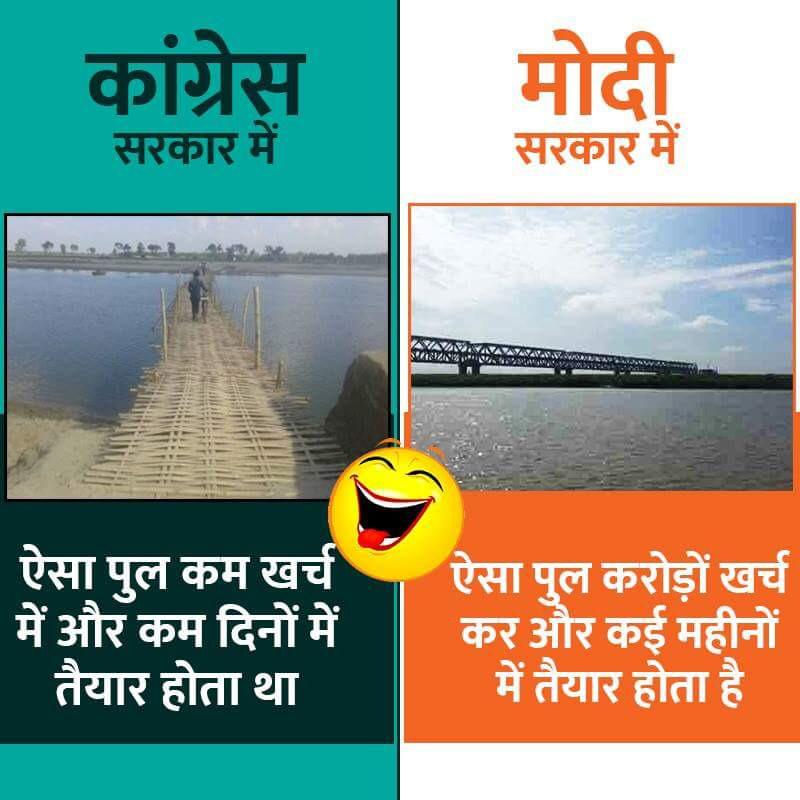 कांग्रेस
सरकार में
ऐसा पुल कम खर्च
में और कम दिनों में
तैयार होता था
मोदी
सरकार में
ऐसा पुल करोड़ों खर्च
कर और कई महीनों
में तैयार होता है